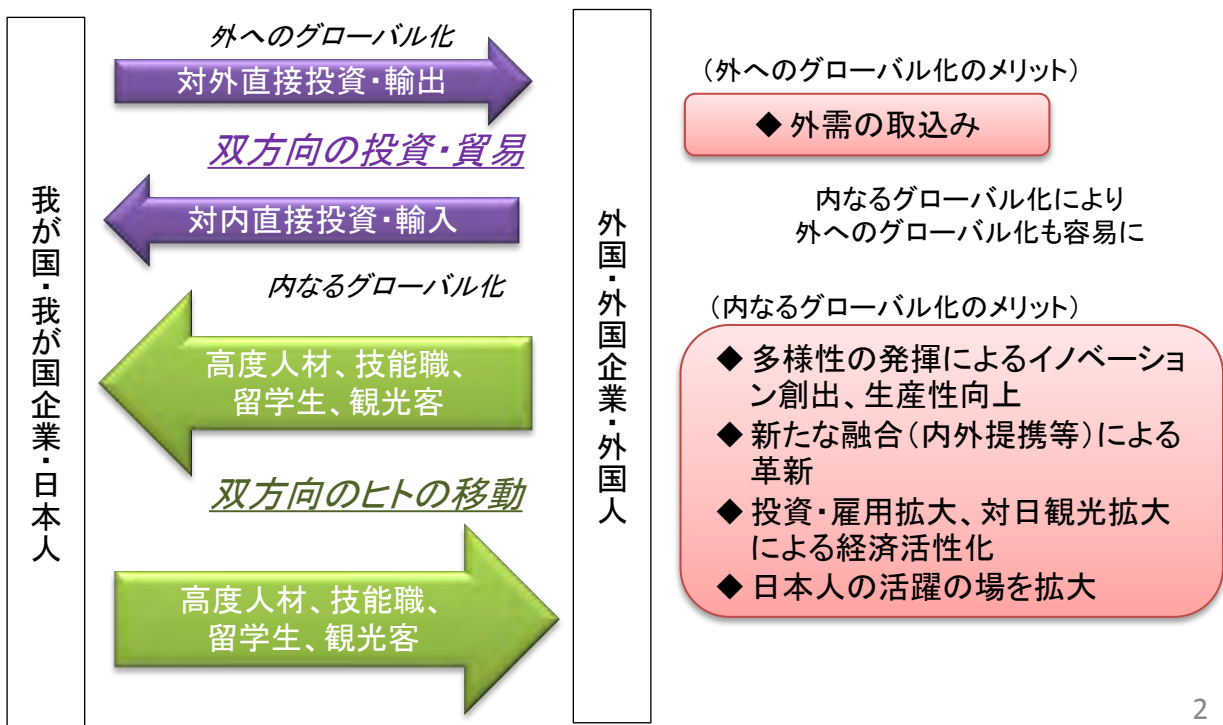 我が国・我が国企業・日本人
外へのグローバル化
対外直接投資・輸出
双方向の投資・貿易
対内直接投資・輸入
内なるグローバル化
高度人材、技能職、
留学生、観光客
双方向のヒトの移動
高度人材、技能職、
留学生、観光客
外国・外国企業・外国人
（外へのグローバル化のメリット）
◆ 外需の取込み
内なるグローバル化により
外へのグローバル化も容易に
（内なるグローバル化のメリット）
◆ 多様性の発揮によるイノベーショ
ン創出、生産性向上
◆ 新たな融合（内外提携等）による
革新
◆ 投資・雇用拡大、対日観光拡大
による経済活性化
◆ 日本人の活躍の場を拡大
2